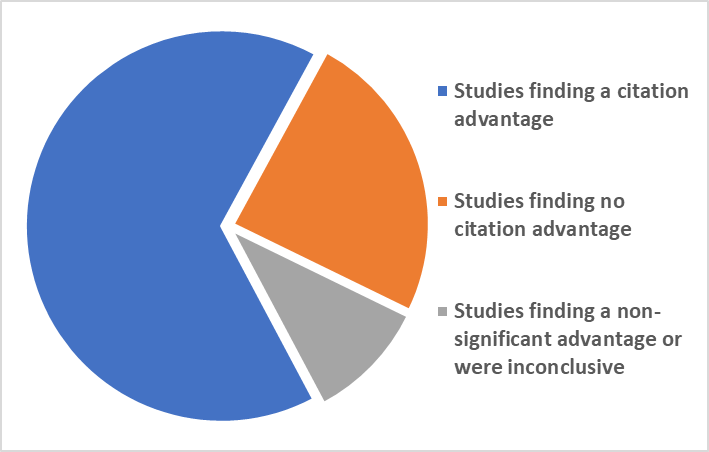 Studies finding a citation
advantage
Studies finding no
citation advantage
Studies finding a non-
significant advantage or
were inconclusive